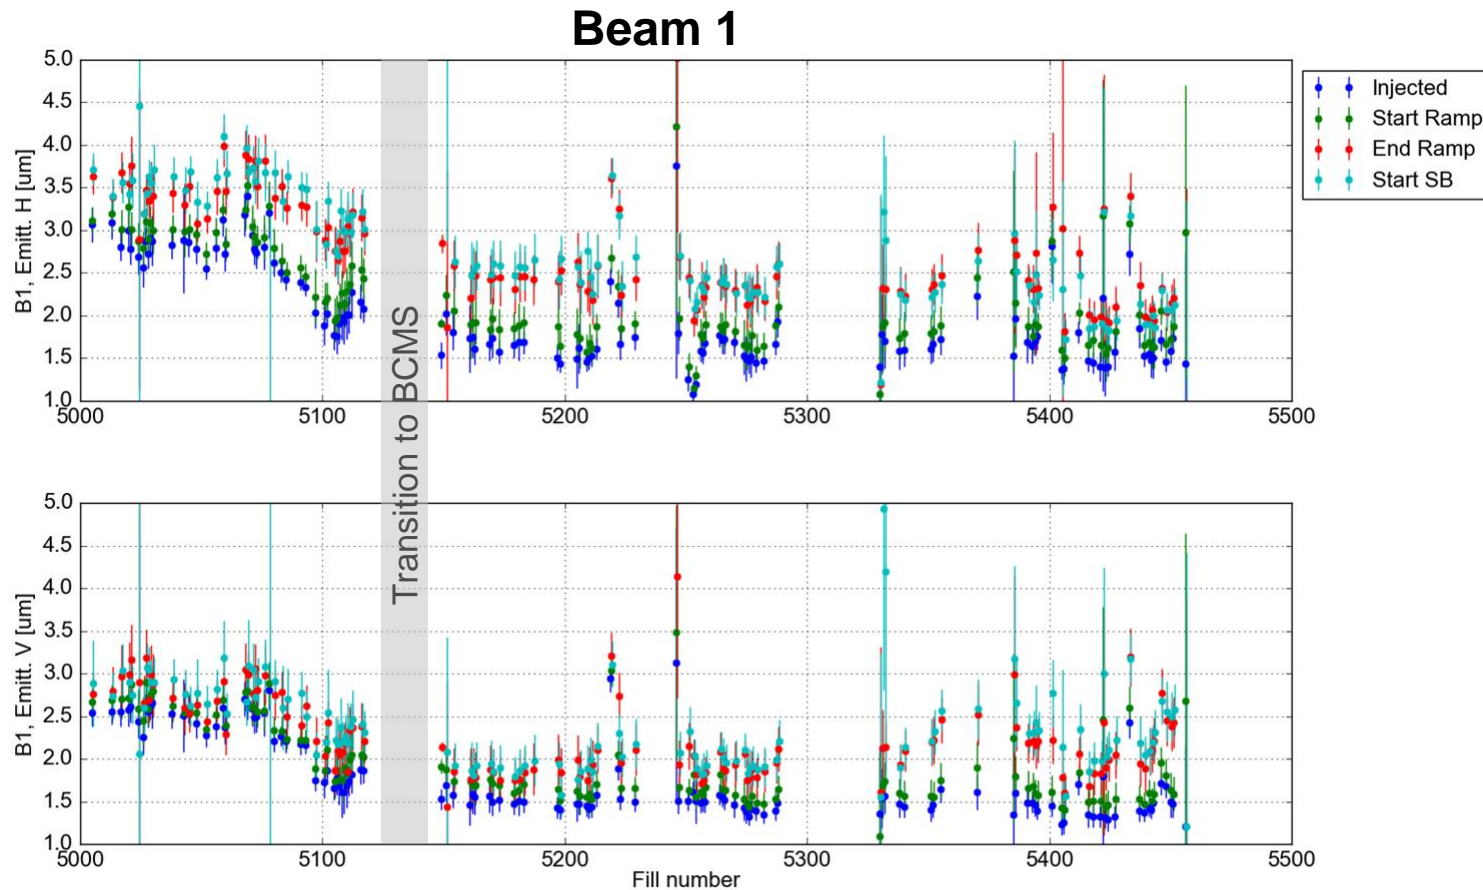 Beam 1
5.0
4.5
4.0
3.5
3.0
2.5
2.0
1.5
1.0
B1, Emitt. H [um]
5000 5100 5200 5300 5400 5500
Injected
Start Ramp
End Ramp
Start SB
Transition to BCMS
5.0
4.5
4.0
3.5
3.0
2.5
2.0
1.5
1.0
B1, Emitt. V [um]
5000 5100 5200 5300 5400 5500
Fill number